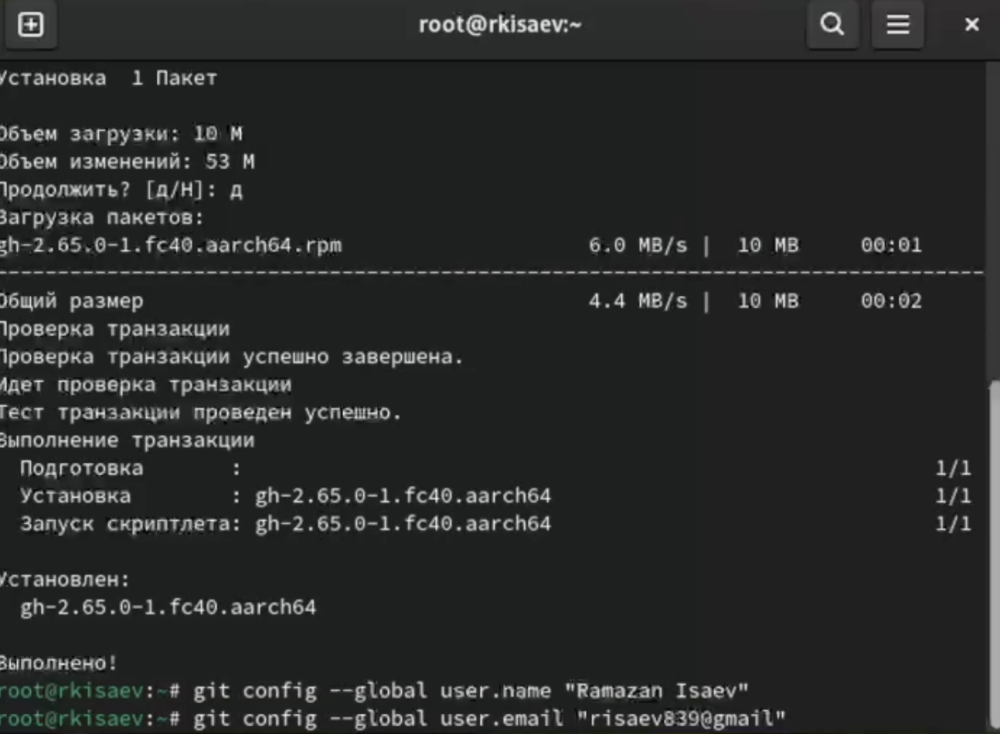 root@rkisaev:~
Установка 1 Пакет
Объем загрузки: 10 M
Объем изменений: 53 M
Продолжить? [д/Н]: д
Загрузка пакетов:
gh-2.65.0-1.fc40.aarch64.rpm 6.0 MB/s | 10 MB 00:01
--------------------------------------------------------------------------------
Общий размер 4.4 MB/s | 10 MB 00:02
Проверка транзакции
Проверка транзакции успешно завершена.
Идет проверка транзакции
Тест транзакции проведен успешно.
Выполнение транзакции
Подготовка : 1/1
Установка : gh-2.65.0-1.fc40.aarch64 1/1
Запуск скриптлета: gh-2.65.0-1.fc40.aarch64 1/1
Установлен:
gh-2.65.0-1.fc40.aarch64
Выполнено!
root@rkisaev:~# git config --global user.name "Ramazan Isaev"
root@rkisaev:~# git config --global user.email "risaev839@gmail"